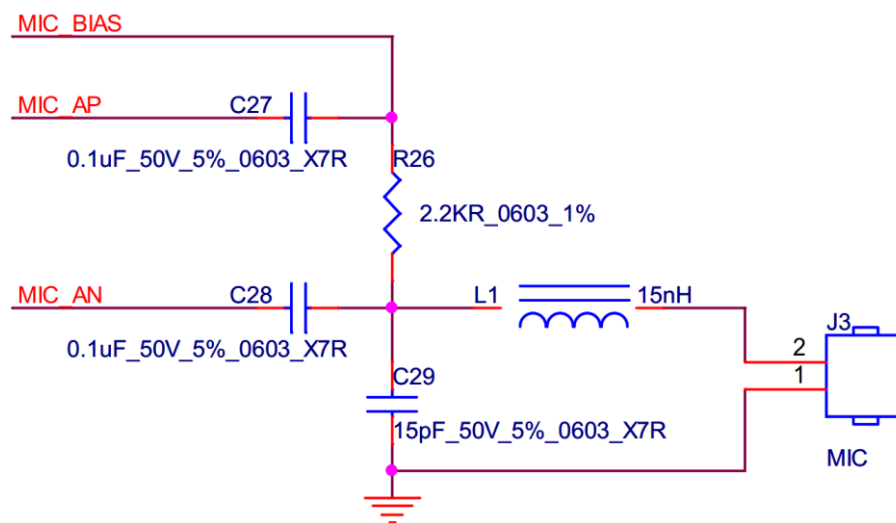 MIC_BIAS
MIC_AP
C27
0.1uF_50V_5%_0603_X7R
R26
2.2KR_0603_1%
MIC_AN
C28
0.1uF_50V_5%_0603_X7R
L1
15nH
J3
2
1
C29
15pF_50V_5%_0603_X7R
MIC